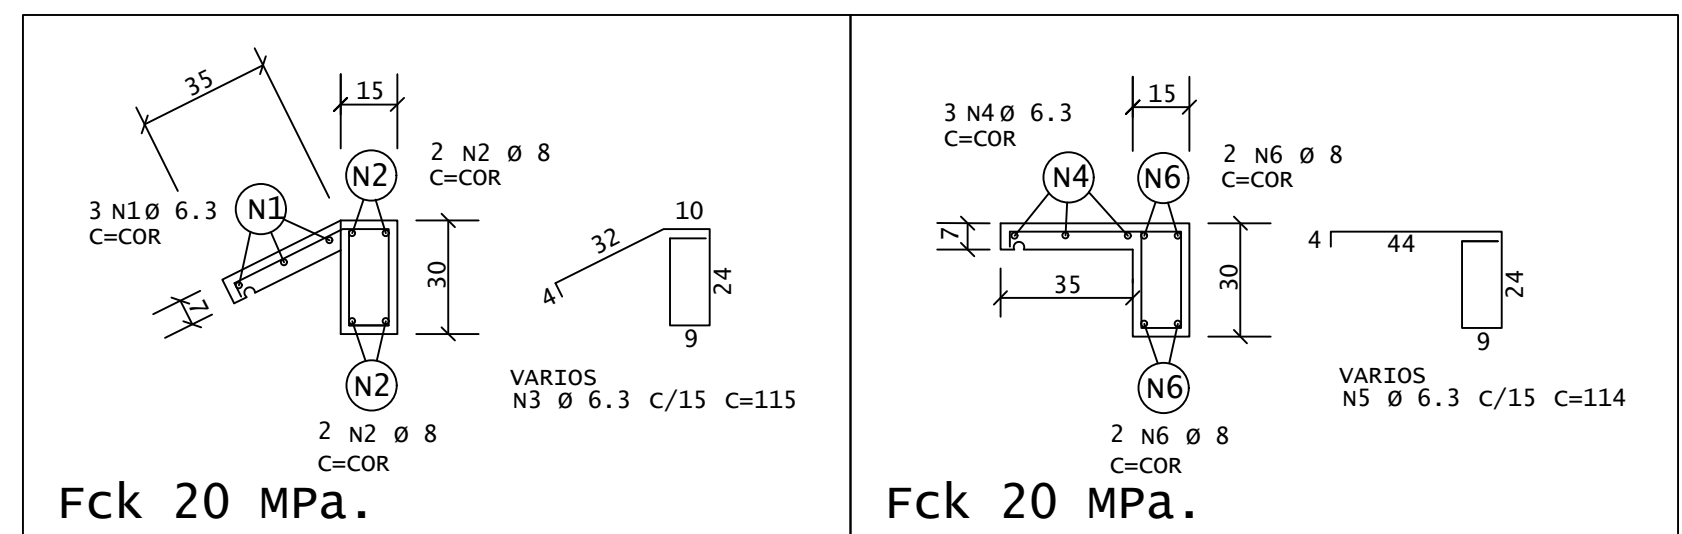 35
15
2 N2 Ø 8
C=COR
N2
3 N1Ø 6.3
C=COR
N1
10
32
30
24
4
7
9
N2
VARIOS
N3 Ø 6.3 C/15 C=115
2 N2 Ø 8
C=COR
Fck 20 MPa.
15
3 N4Ø 6.3
C=COR
2 N6 Ø 8
C=COR
N4
N6
7
4
44
30
24
35
9
N6
VARIOS
N5 Ø 6.3 C/15 C=114
2 N6 Ø 8
C=COR
Fck 20 MPa.